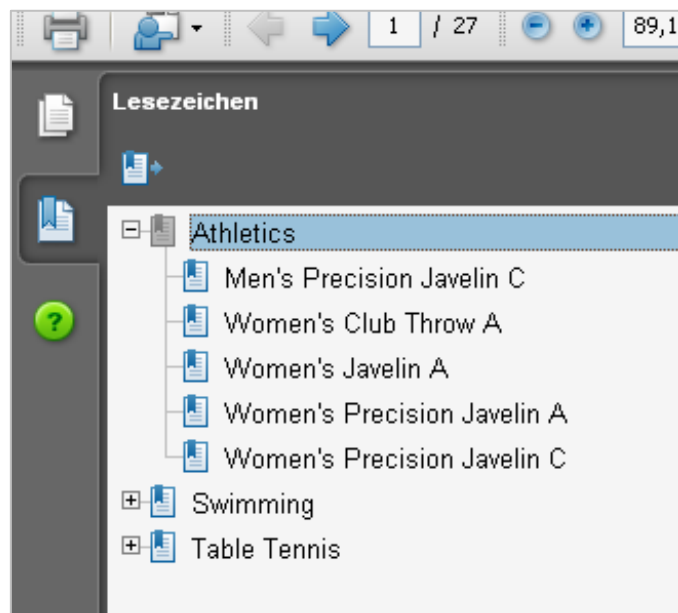 1 / 27 89,1
Lesezeichen
Athletics
Men's Precision Javelin C
Women's Club Throw A
Women's Javelin A
Women's Precision Javelin A
Women's Precision Javelin C
Swimming
Table Tennis